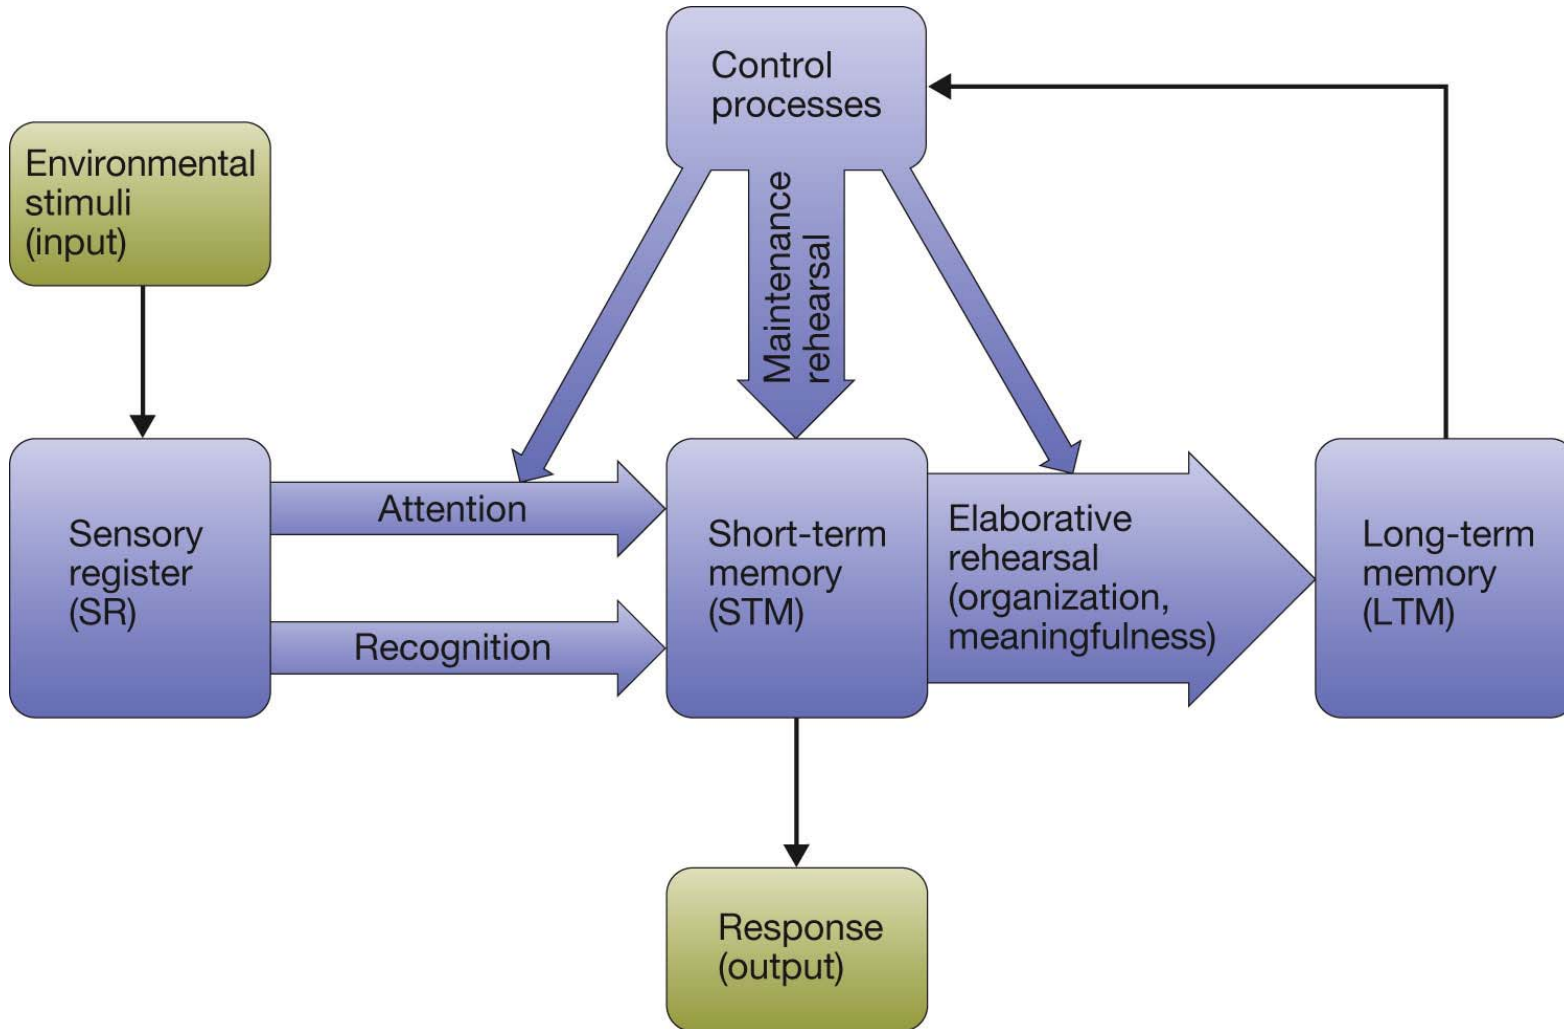 Control
processes
Environmental
stimuli
(input)
Maintenance
rehearsal
Sensory
register
(SR)
Attention
Recognition
Short-term
memory
(STM)
Elaborative
rehearsal
(organization,
meaningfulness)
Long-term
memory
(LTM)
Response
(output)